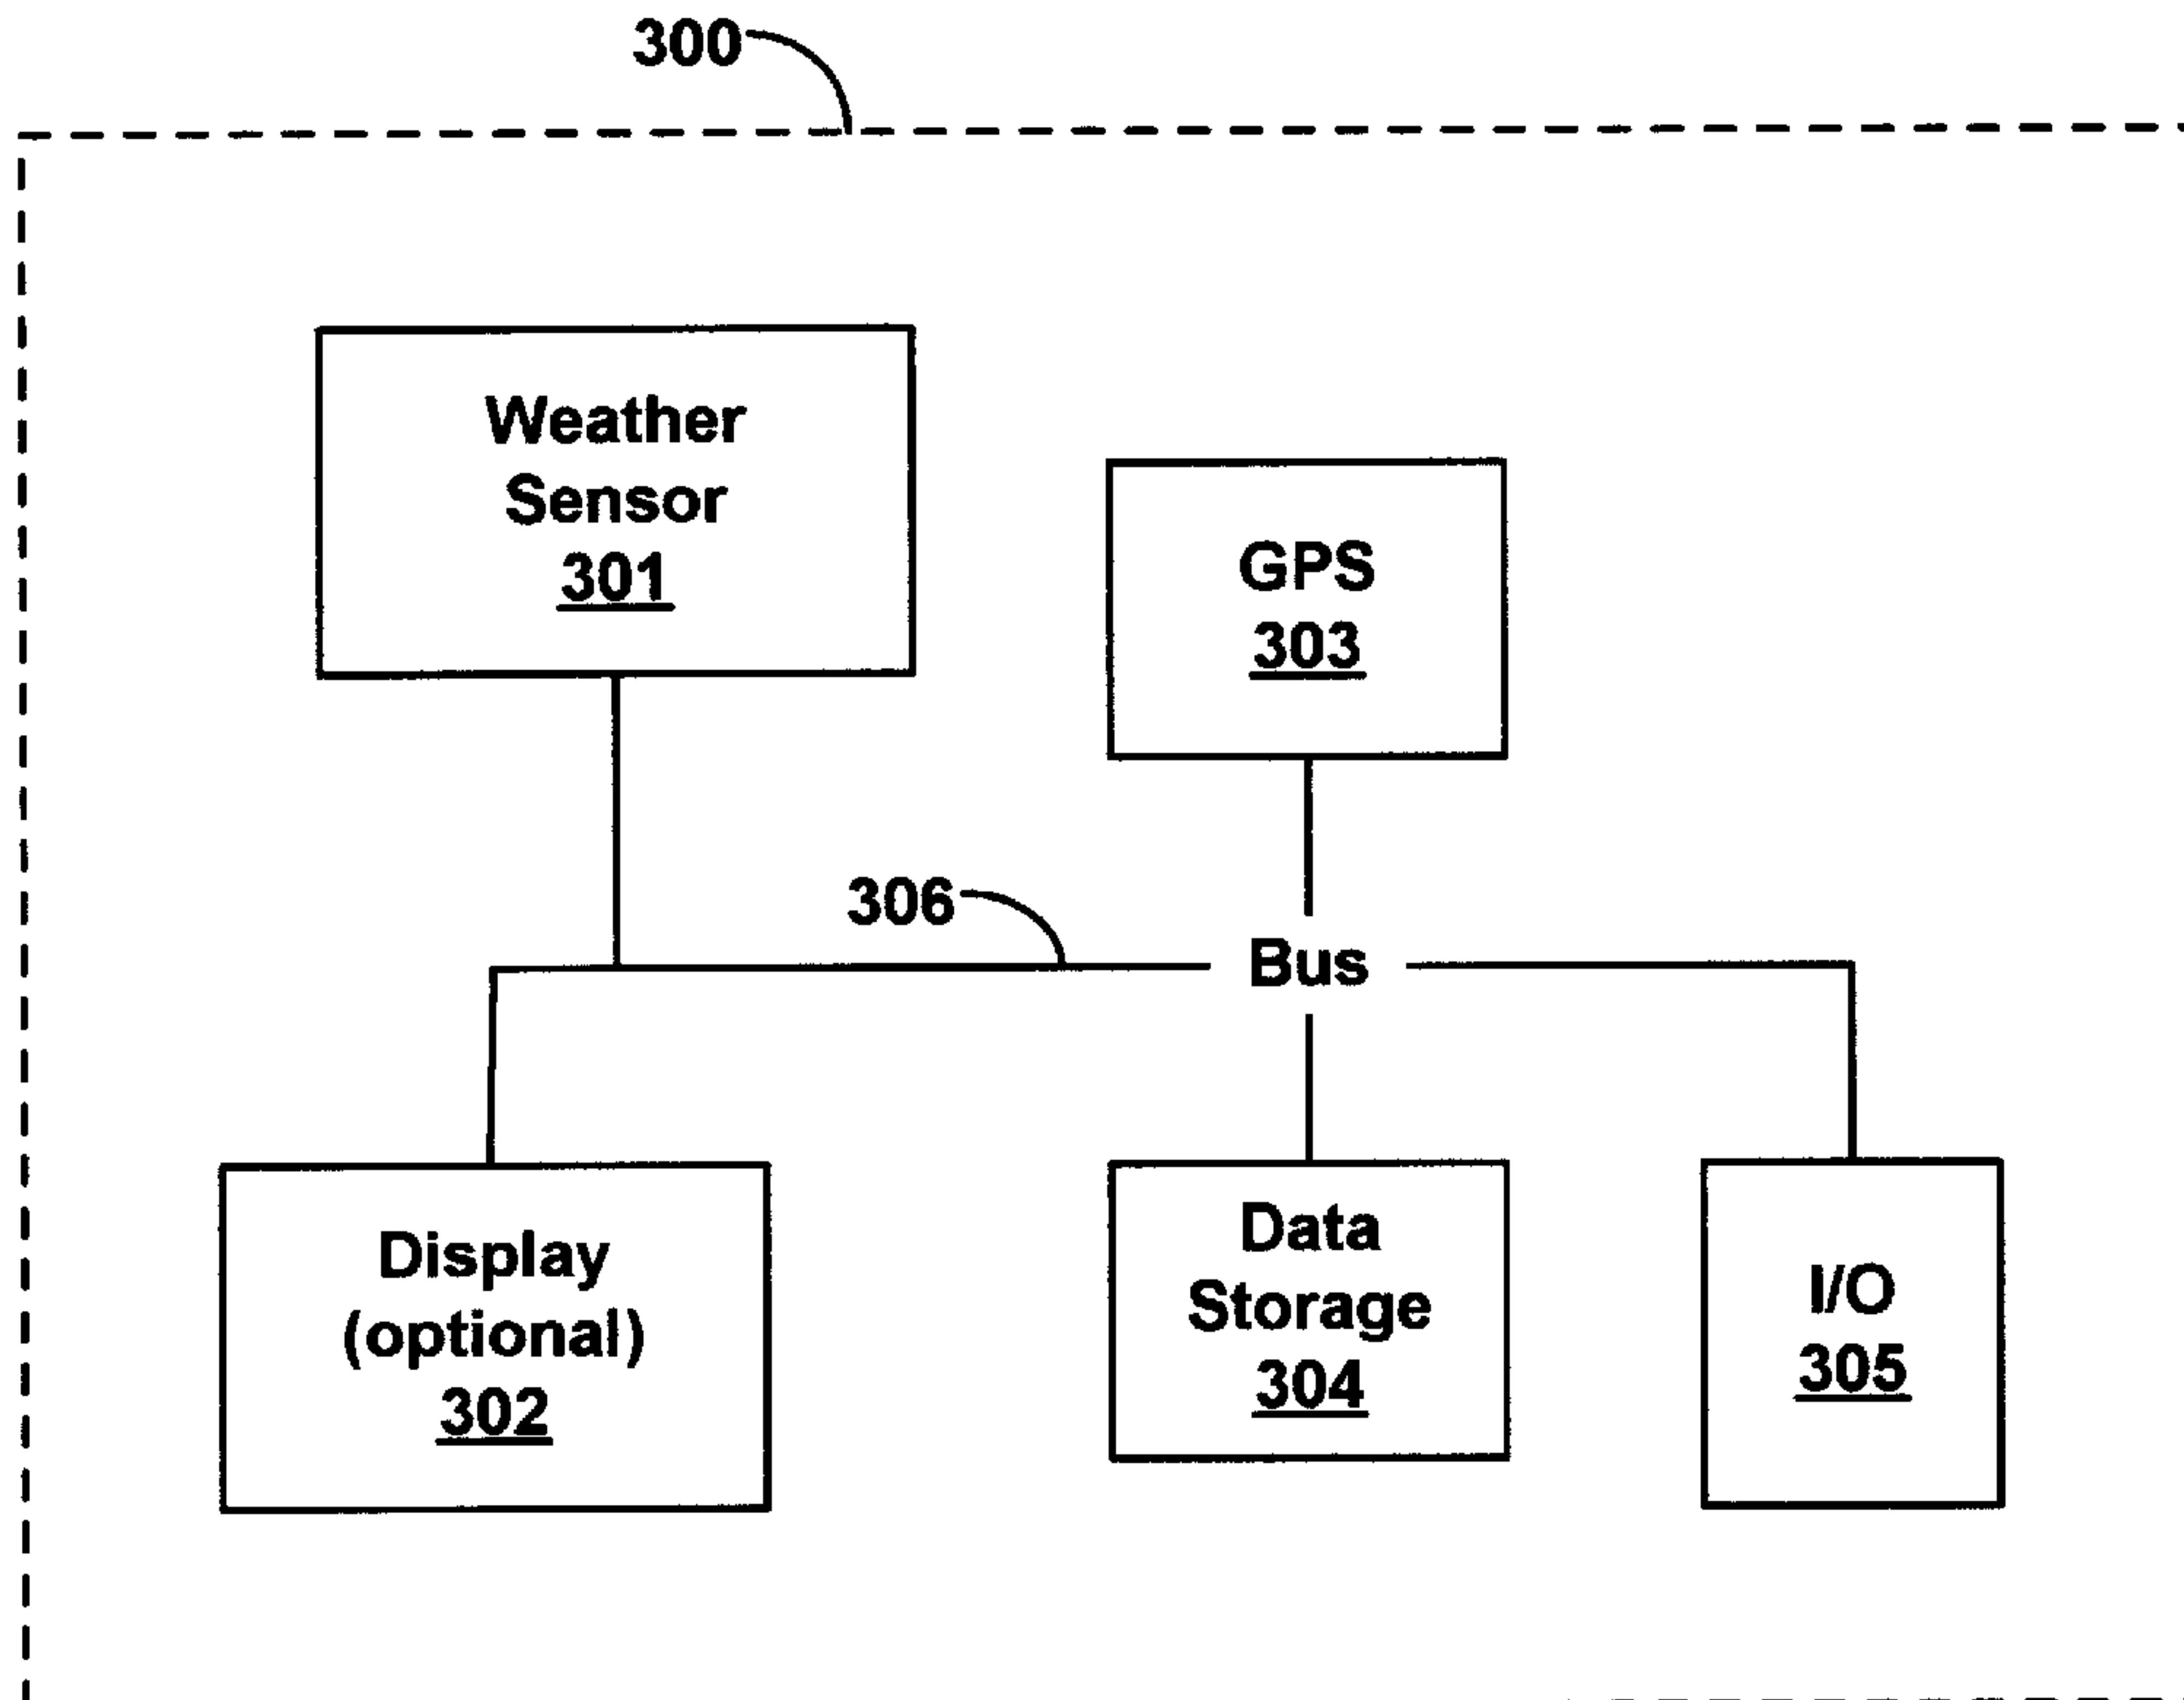 300
Weather
Sensor
301
GPS
303
306
Bus
Display
(optional)
302
Data
Storage
304
I/O
305